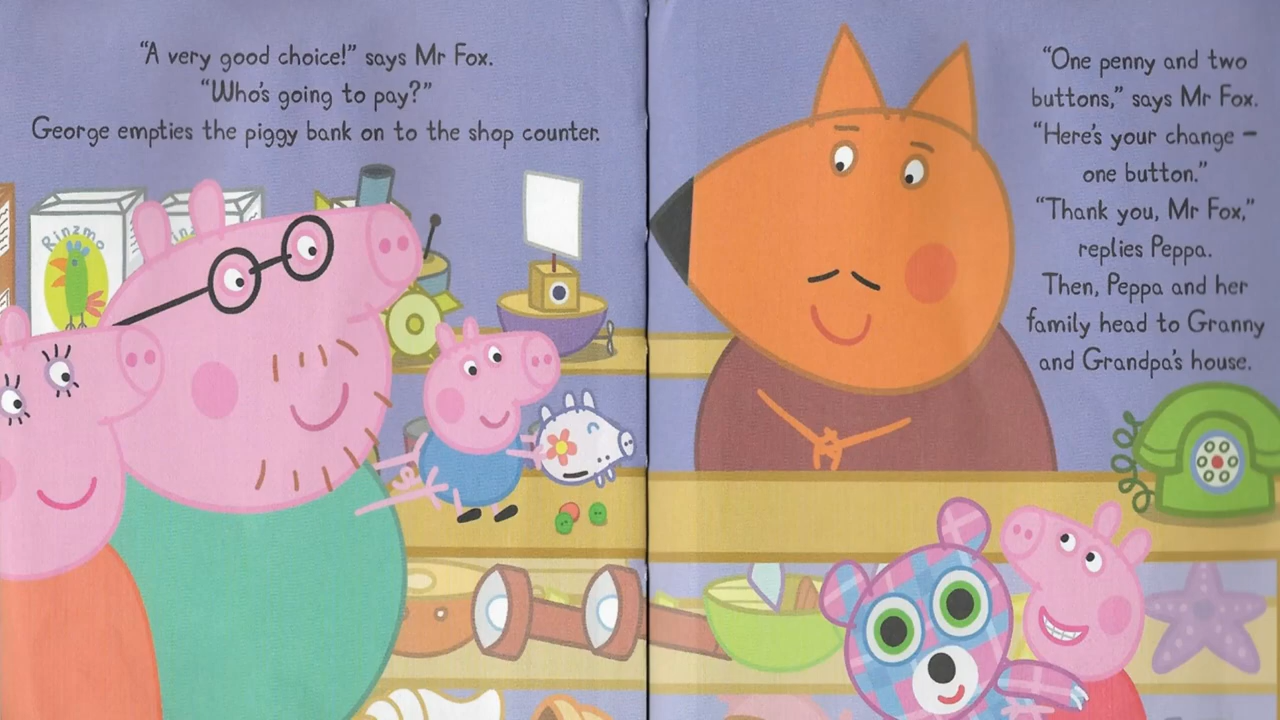 “A very good choice!” says Mr Fox.
“Who's going to pay?”
George empties the piggy bank on to the shop counter.
“One penny and two
buttons,” says Mr Fox.
“Here's your change –
one button.”
“Thank you, Mr Fox,”
replies Peppa.
Then, Peppa and her
family head to Granny
and Grandpa's house.
Rinzmo